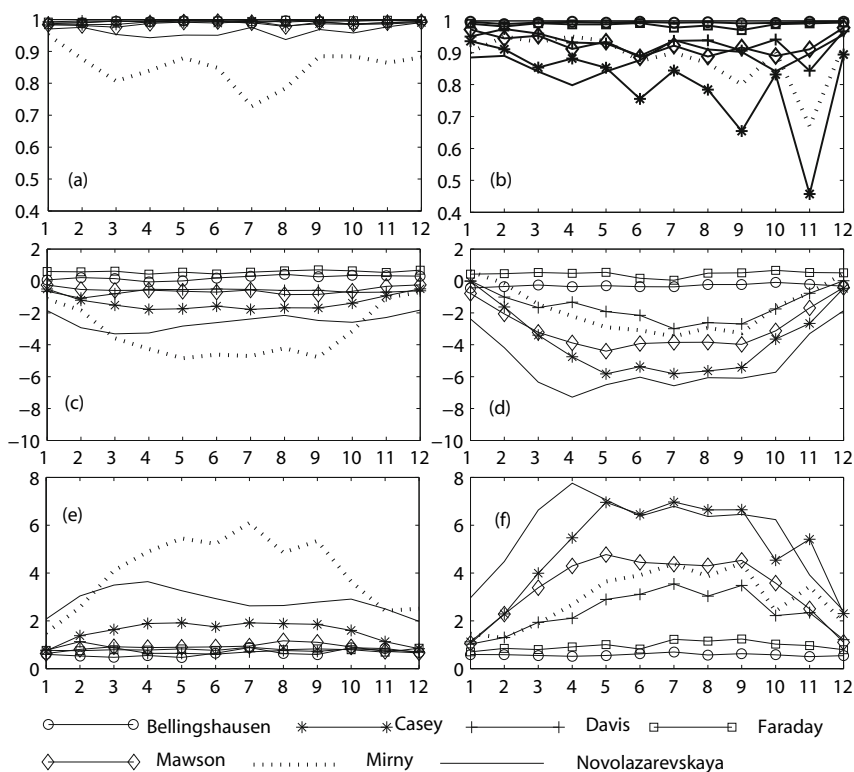 1 0.9 0.8 0.7 0.6 0.5 0.4
(a)
1 2 3 4 5 6 7 8 9 10 11 12
1 0.9 0.8 0.7 0.6 0.5 0.4
(b)
1 2 3 4 5 6 7 8 9 10 11 12
2 0 −2 −4 −6 −8 −10
(c)
1 2 3 4 5 6 7 8 9 10 11 12
2 0 −2 −4 −6 −8 −10
(d)
1 2 3 4 5 6 7 8 9 10 11 12
8 6 4 2 0
(e)
1 2 3 4 5 6 7 8 9 10 11 12
8 6 4 2 0
(f)
1 2 3 4 5 6 7 8 9 10 11 12
Bellingshausen Casey Davis Faraday
Mawson Mirny Novolazarevskaya